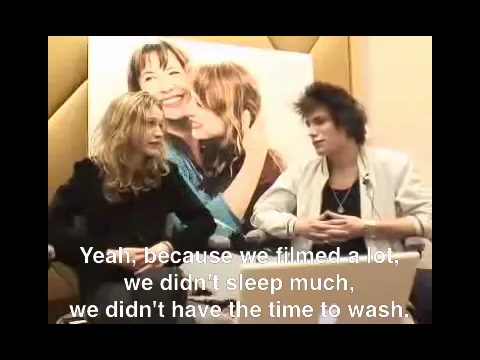 Yeah, because we filmed a lot,
we didn't sleep much,
we didn't have the time to wash.